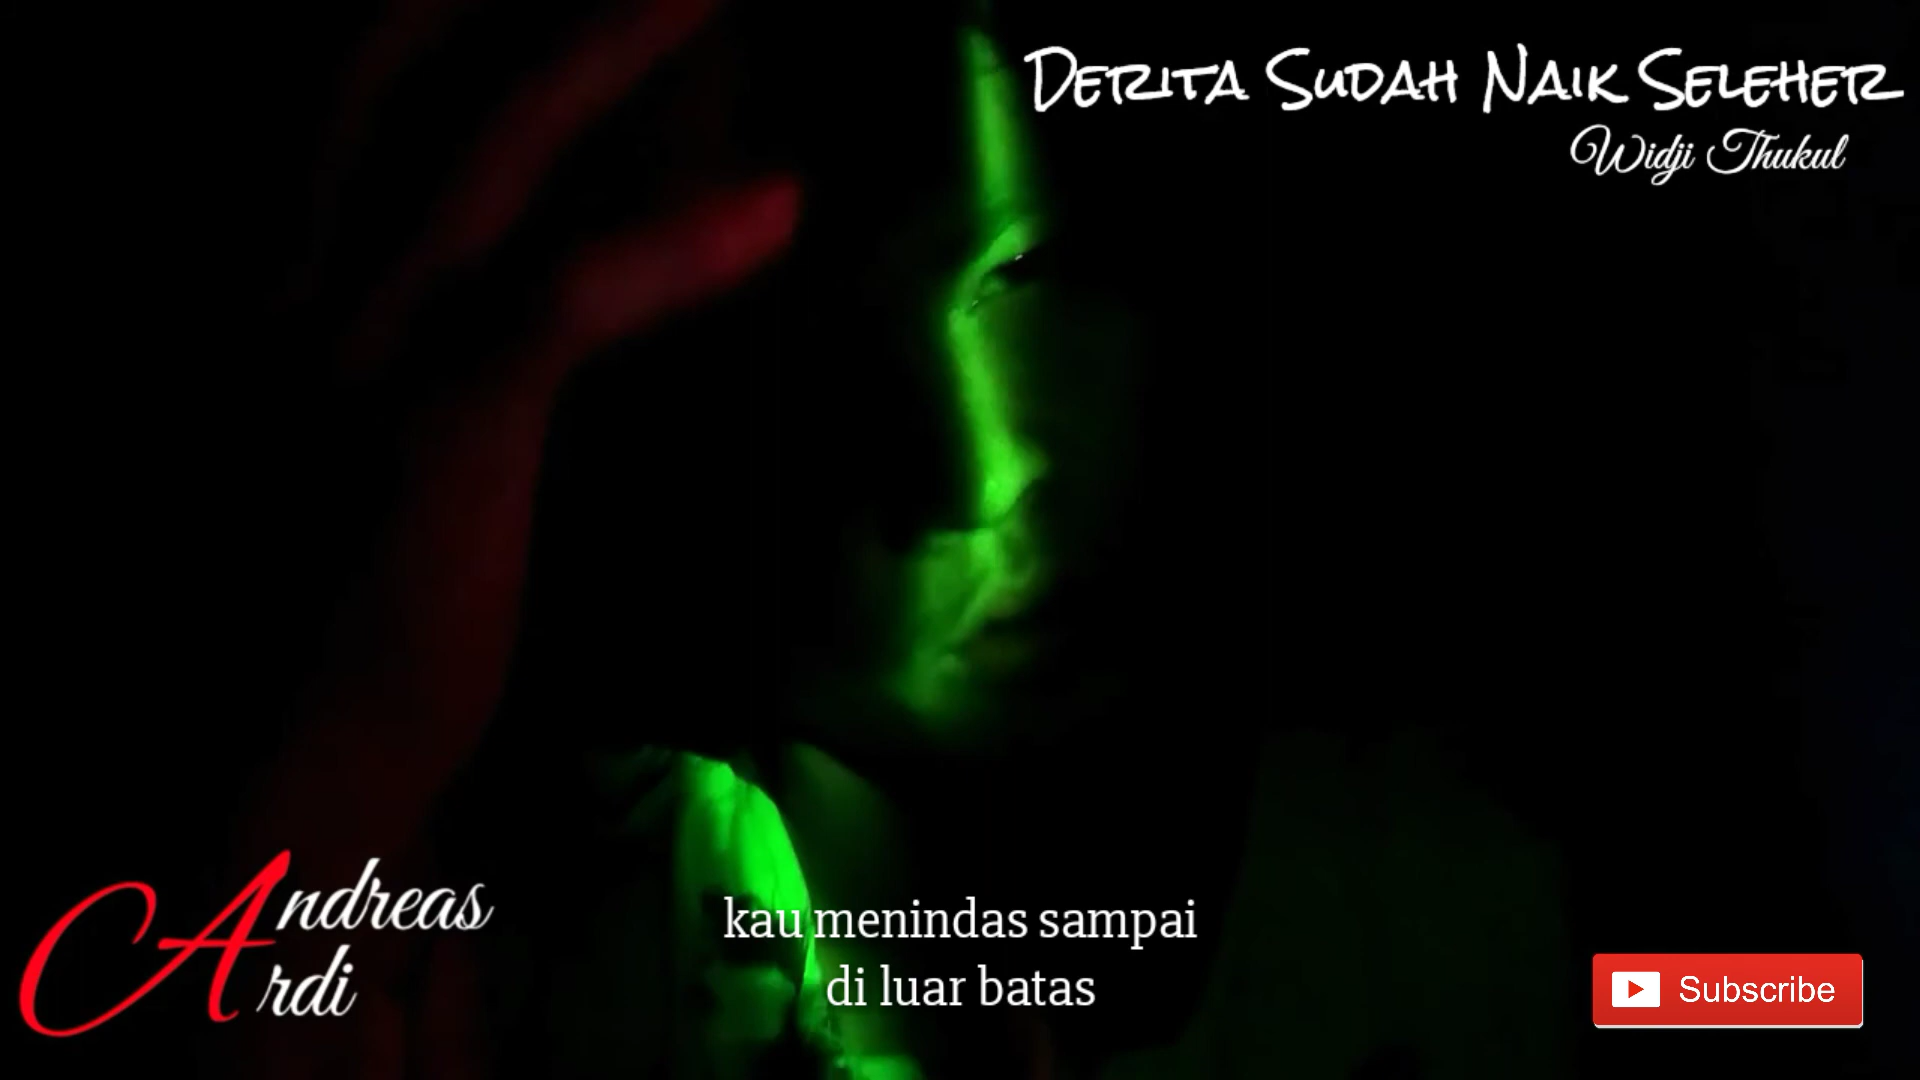 Derita Sudah Naik Seleher
Widji Thukul
Andreas
Ardi
kau menindas sampai
di luar batas
Subscribe